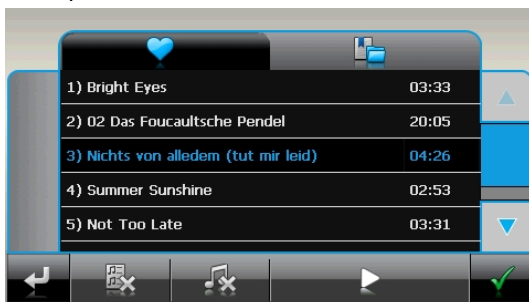 1) Bright Eyes 03:33
2) 02 Das Foucaultsche Pendel 20:05
3) Nichts von alledem (tut mir leid) 04:26
4) Summer Sunshine 02:53
5) Not Too Late 03:31